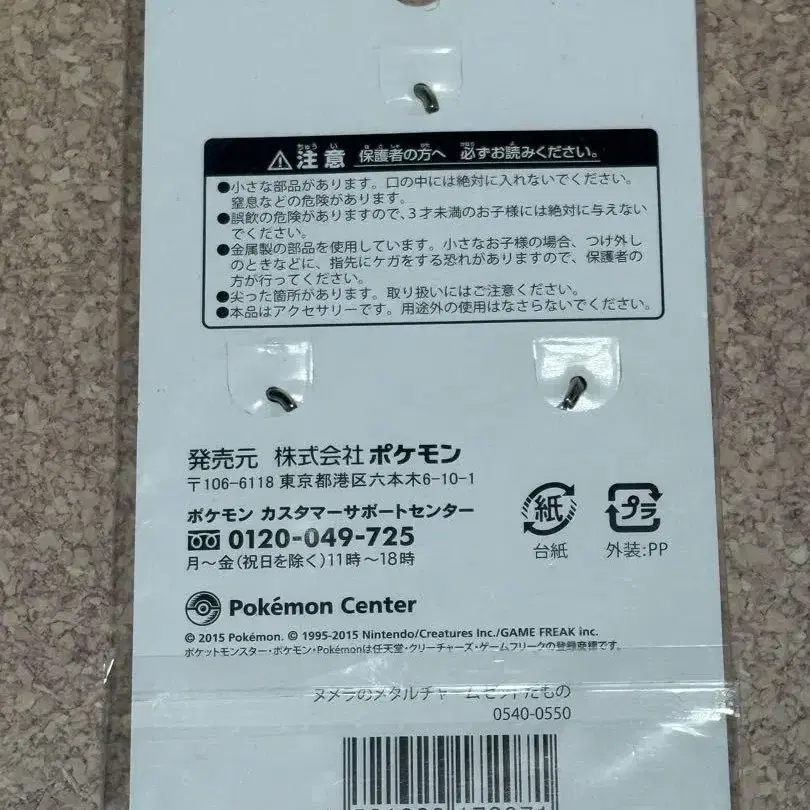 ⚠注意 保護者の方へ 必ずお読みください。
●小さな部品があります。口の中には絶対に入れないでください。
窒息などの危険があります。
●誤飲の危険がありますので、3才未満のお子様には絶対に与えない
でください。
●金属製の部品を使用しています。小さなお子様の場合、つけ外し
のときなどに、指先にケガをする恐れがありますので、保護者の
方が行ってください。
●尖った箇所があります。取り扱いにはご注意ください。
●本品はアクセサリーです。用途外の使用はなさらないでください。
発売元 株式会社 ポケモン
〒106-6118 東京都港区六本木6-10-1
ポケモン カスタマーサポートセンター
0120-049-725
月～金(祝日を除く)11時～18時
紙
台紙
プラ
外装:PP
Pokémon Center
© 2015 Pokémon. © 1995-2015 Nintendo/Creatures Inc./GAME FREAK inc.
ポケットモンスター・ポケモン・Pokémonは任天堂・クリーチャーズ・ゲームフリークの登録商標です。
ヌメラのメタルチャームセット だもの
0540-0550